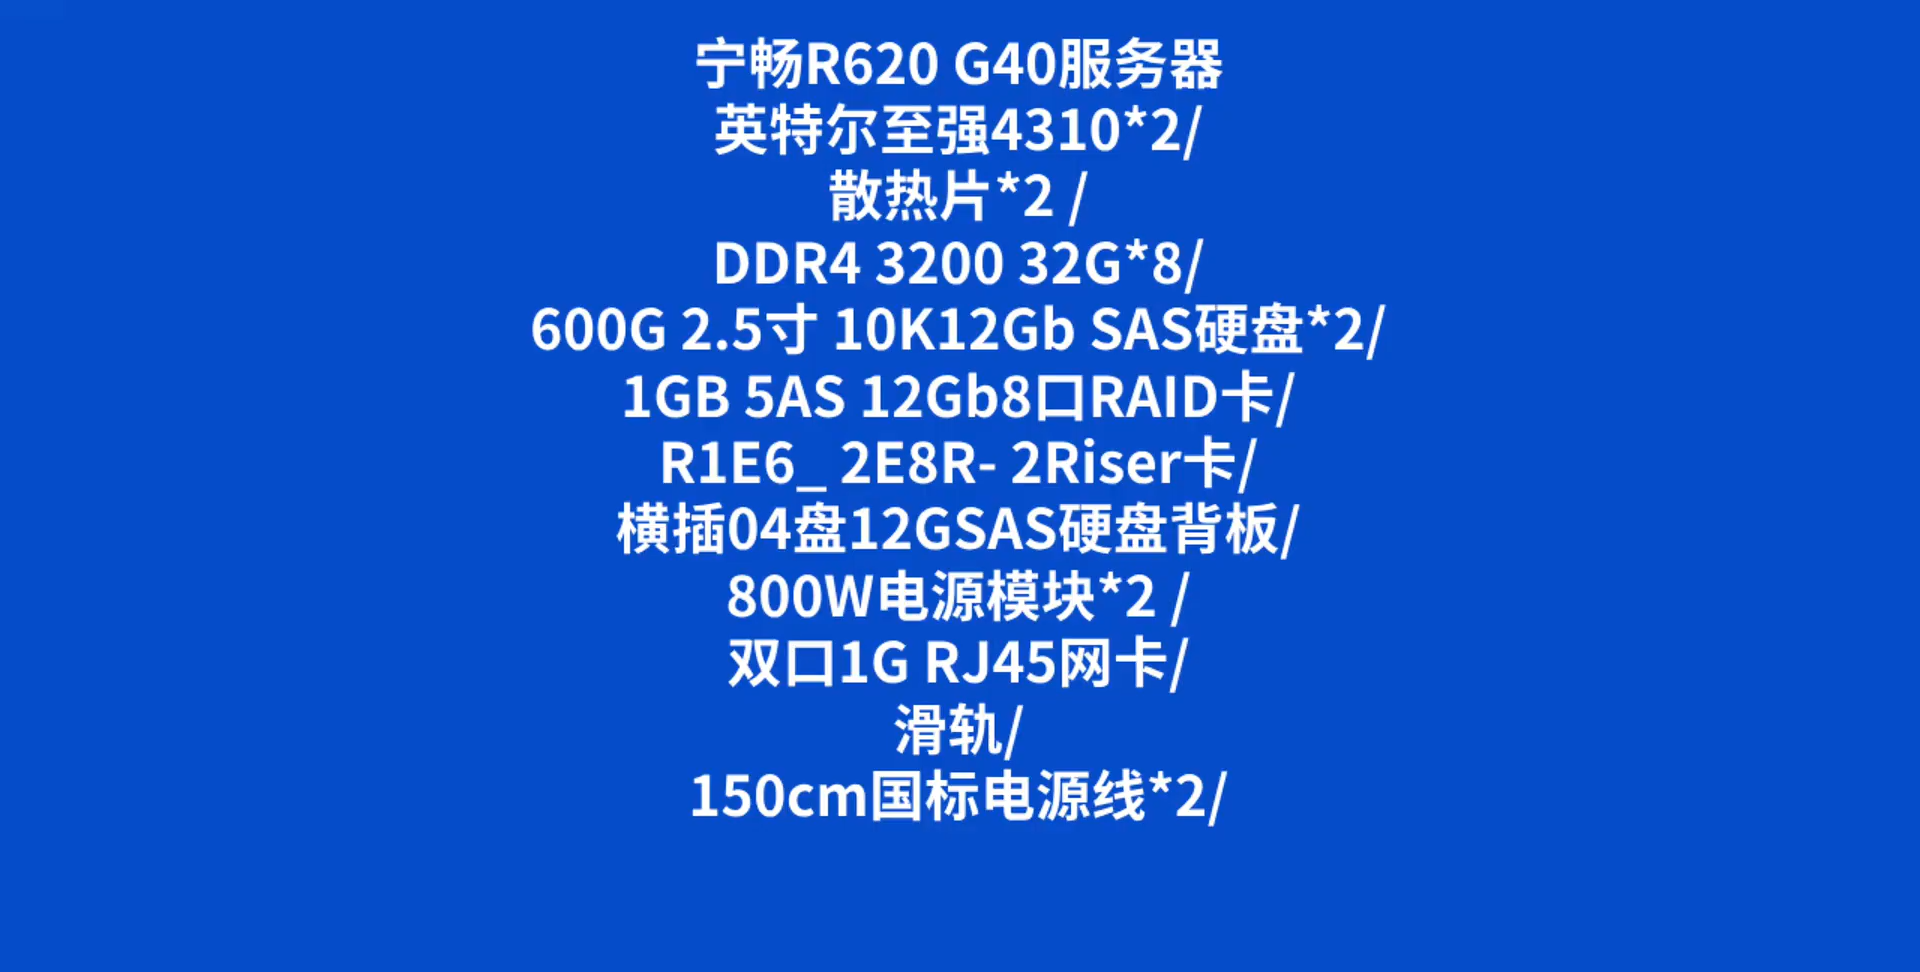 宁畅R620 G40服务器
英特尔至强4310*2/
散热片*2 /
DDR4 3200 32G*8/
600G 2.5寸 10K12Gb SAS硬盘*2/
1GB 5AS 12Gb8口RAID卡/
R1E6_ 2E8R- 2Riser卡/
横插04盘12GSAS硬盘背板/
800W电源模块*2 /
双口1G RJ45网卡/
滑轨/
150cm国标电源线*2/